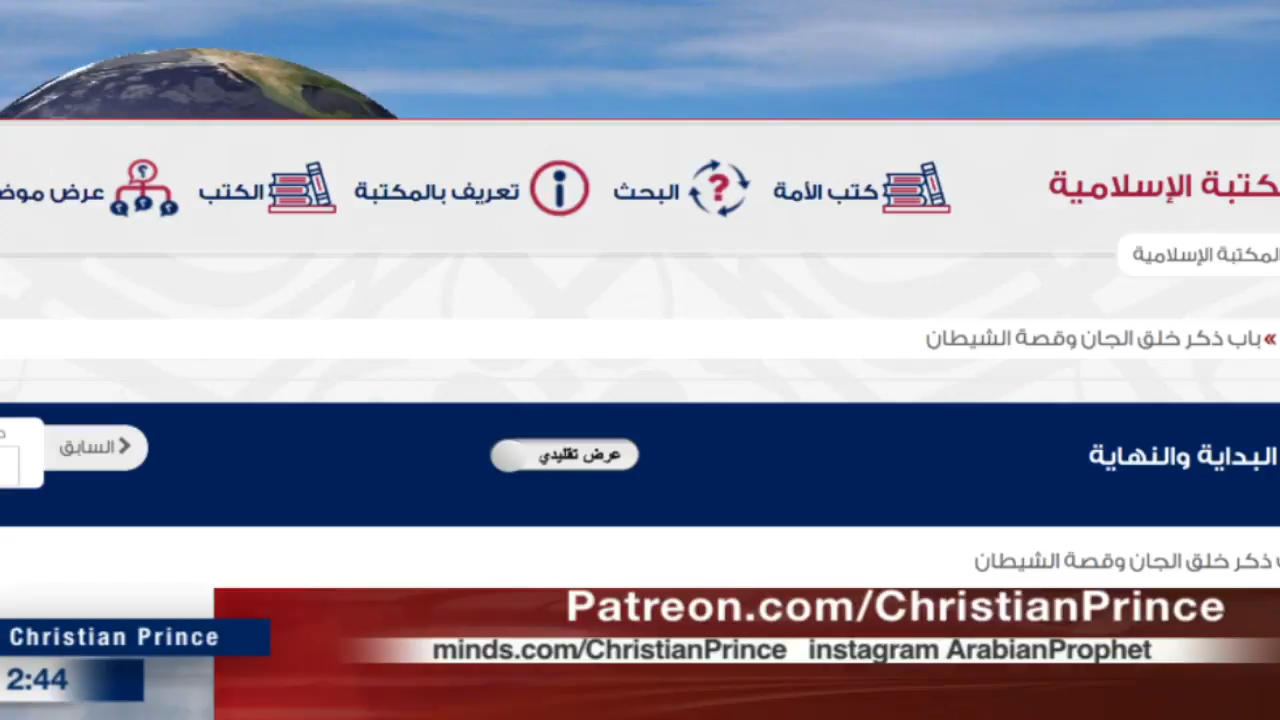 كتبة الإسلامية
كتب الأمة البحث تعريف بالمكتبة الكتب عرض موض
المكتبة الإسلامية
» باب ذكر خلق الجان وقصة الشيطان
البداية والنهاية عرض تقليدي السابق
ذكر خلق الجان وقصة الشيطان
Patreon.com/ChristianPrince
Christian Prince
minds.com/ChristianPrince instagram ArabianProphet
2:44